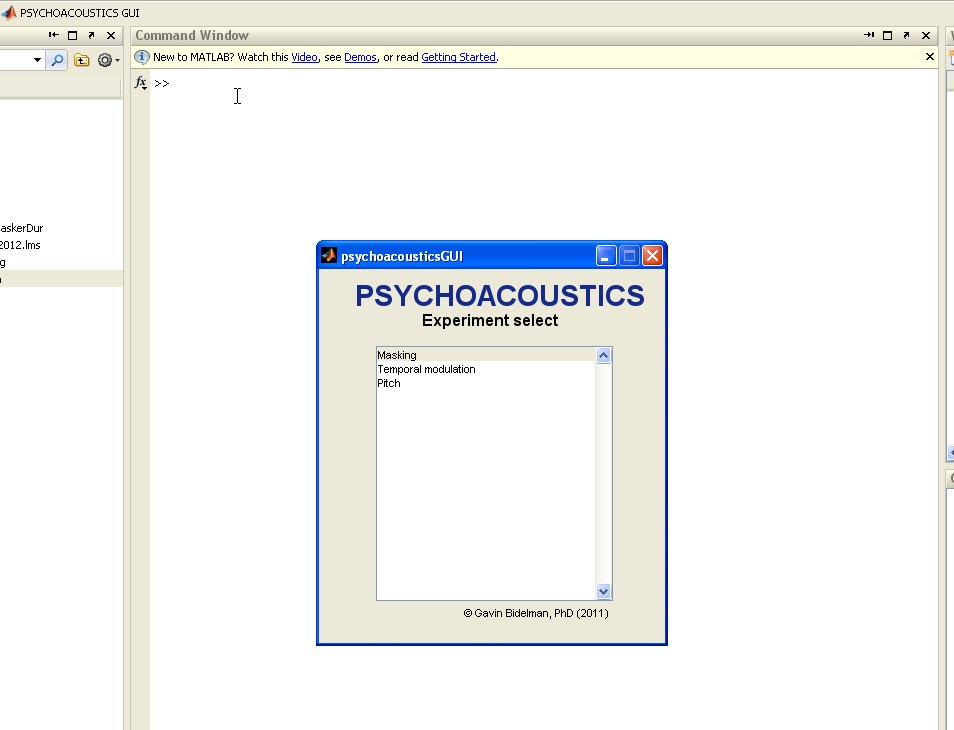 PSYCHOACOUSTICS GUI
Command Window
New to MATLAB? Watch this Video, see Demos, or read Getting Started.
fx >>
askerDur
2012.lms
g
psychoacousticsGUI
PSYCHOACOUSTICS
Experiment select
Masking
Temporal modulation
Pitch
© Gavin Bidelman, PhD (2011)